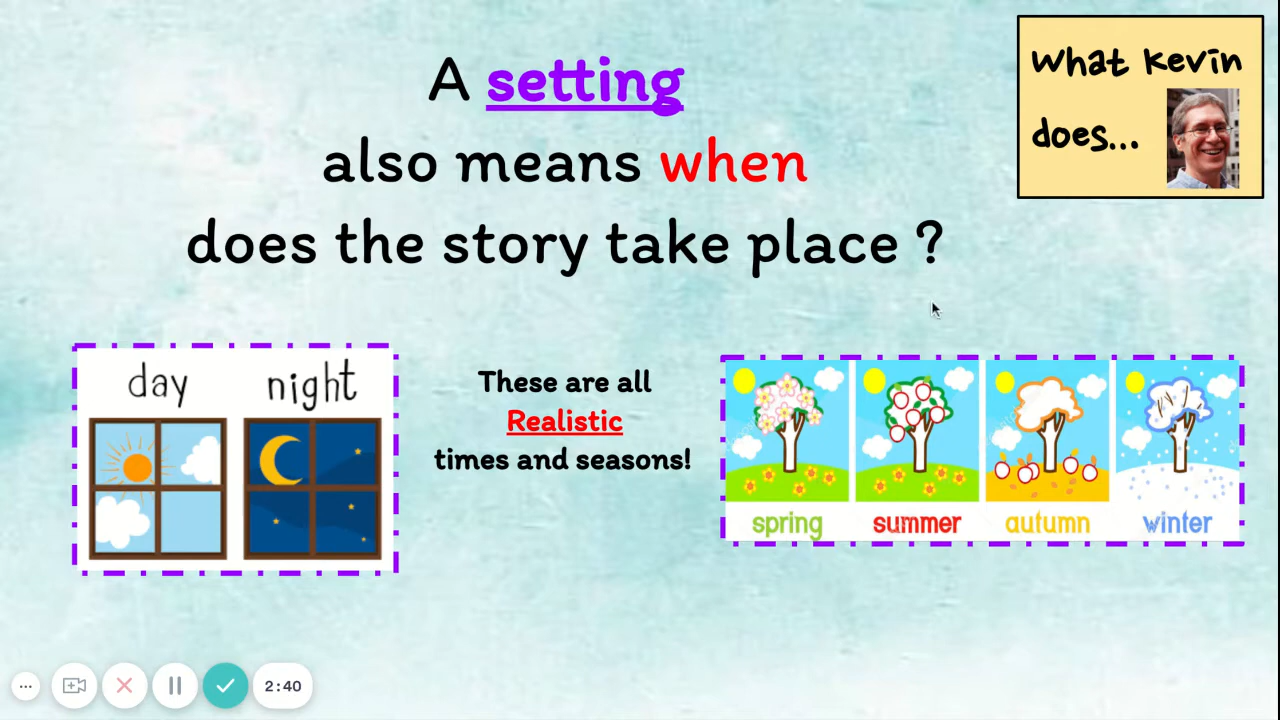 A setting
also means when
does the story take place ?
What Kevin
does...
day night
These are all
Realistic
times and seasons!
spring summer autumn winter
2:40